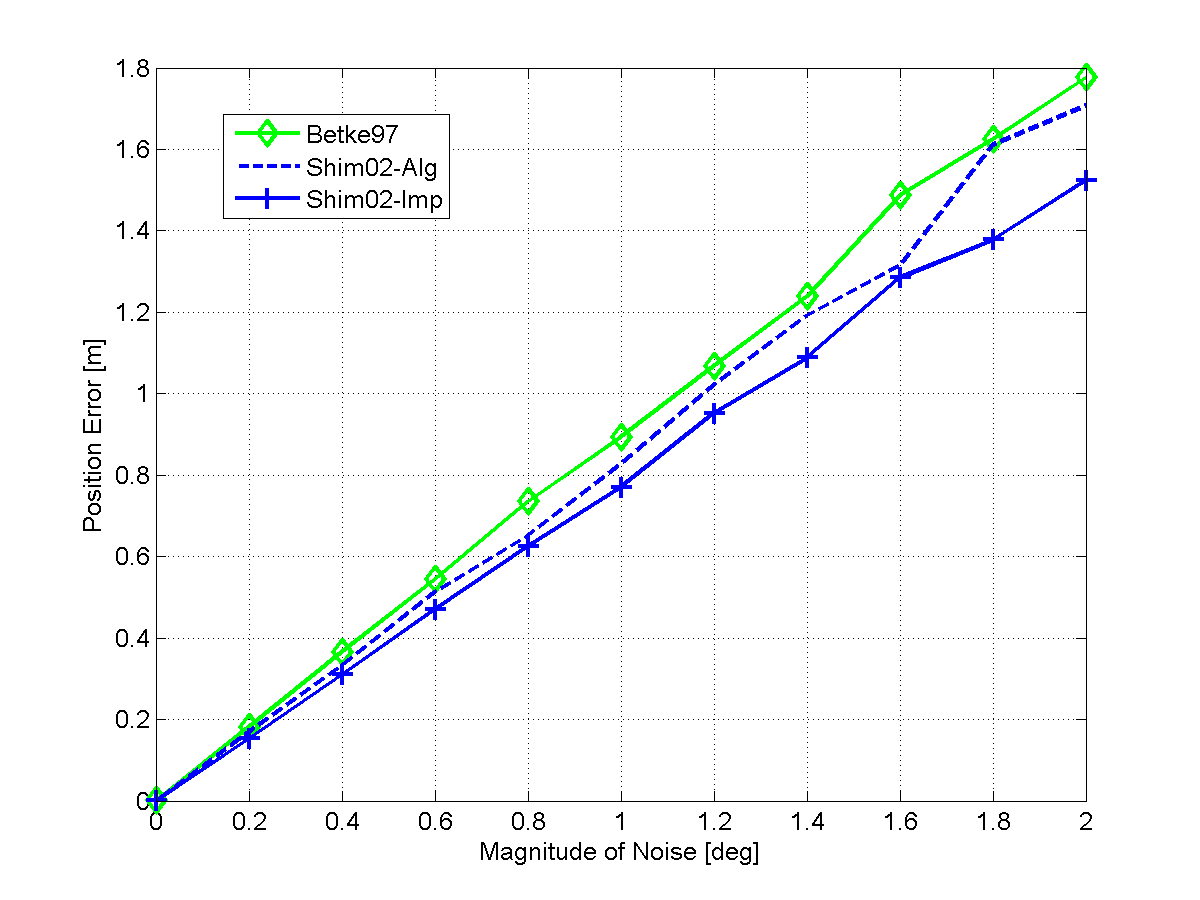 1.8
1.6
1.4
1.2
1
0.8
0.6
0.4
0.2
0
Position Error [m]
Betke97
Shim02-Alg
Shim02-Imp
0 0.2 0.4 0.6 0.8 1 1.2 1.4 1.6 1.8 2
Magnitude of Noise [deg]